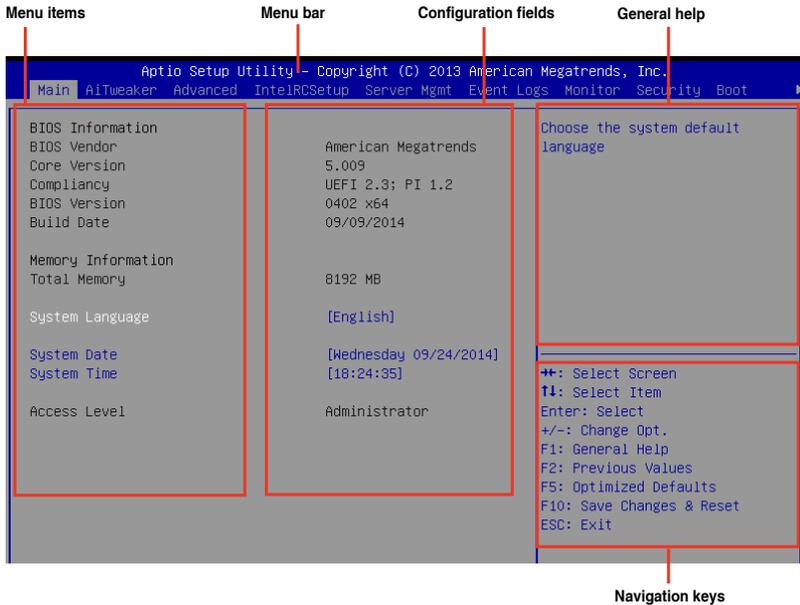 Menu items Menu bar Configuration fields General help
Aptio Setup Utility - Copyright (C) 2013 American Megatrends, Inc.
Main AiTweaker Advanced IntelRCSetup Server Mgmt Event Logs Monitor Security Boot
BIOS Information
BIOS Vendor American Megatrends
Core Version 5.009
Compliancy UEFI 2.3; PI 1.2
BIOS Version 0402 x64
Build Date 09/09/2014
Memory Information
Total Memory 8192 MB
System Language [English]
System Date [Wednesday 09/24/2014]
System Time [18:24:35]
Access Level Administrator
Choose the system default
language
→←: Select Screen
↑↓: Select Item
Enter: Select
+/-: Change Opt.
F1: General Help
F2: Previous Values
F5: Optimized Defaults
F10: Save Changes & Reset
ESC: Exit
Navigation keys